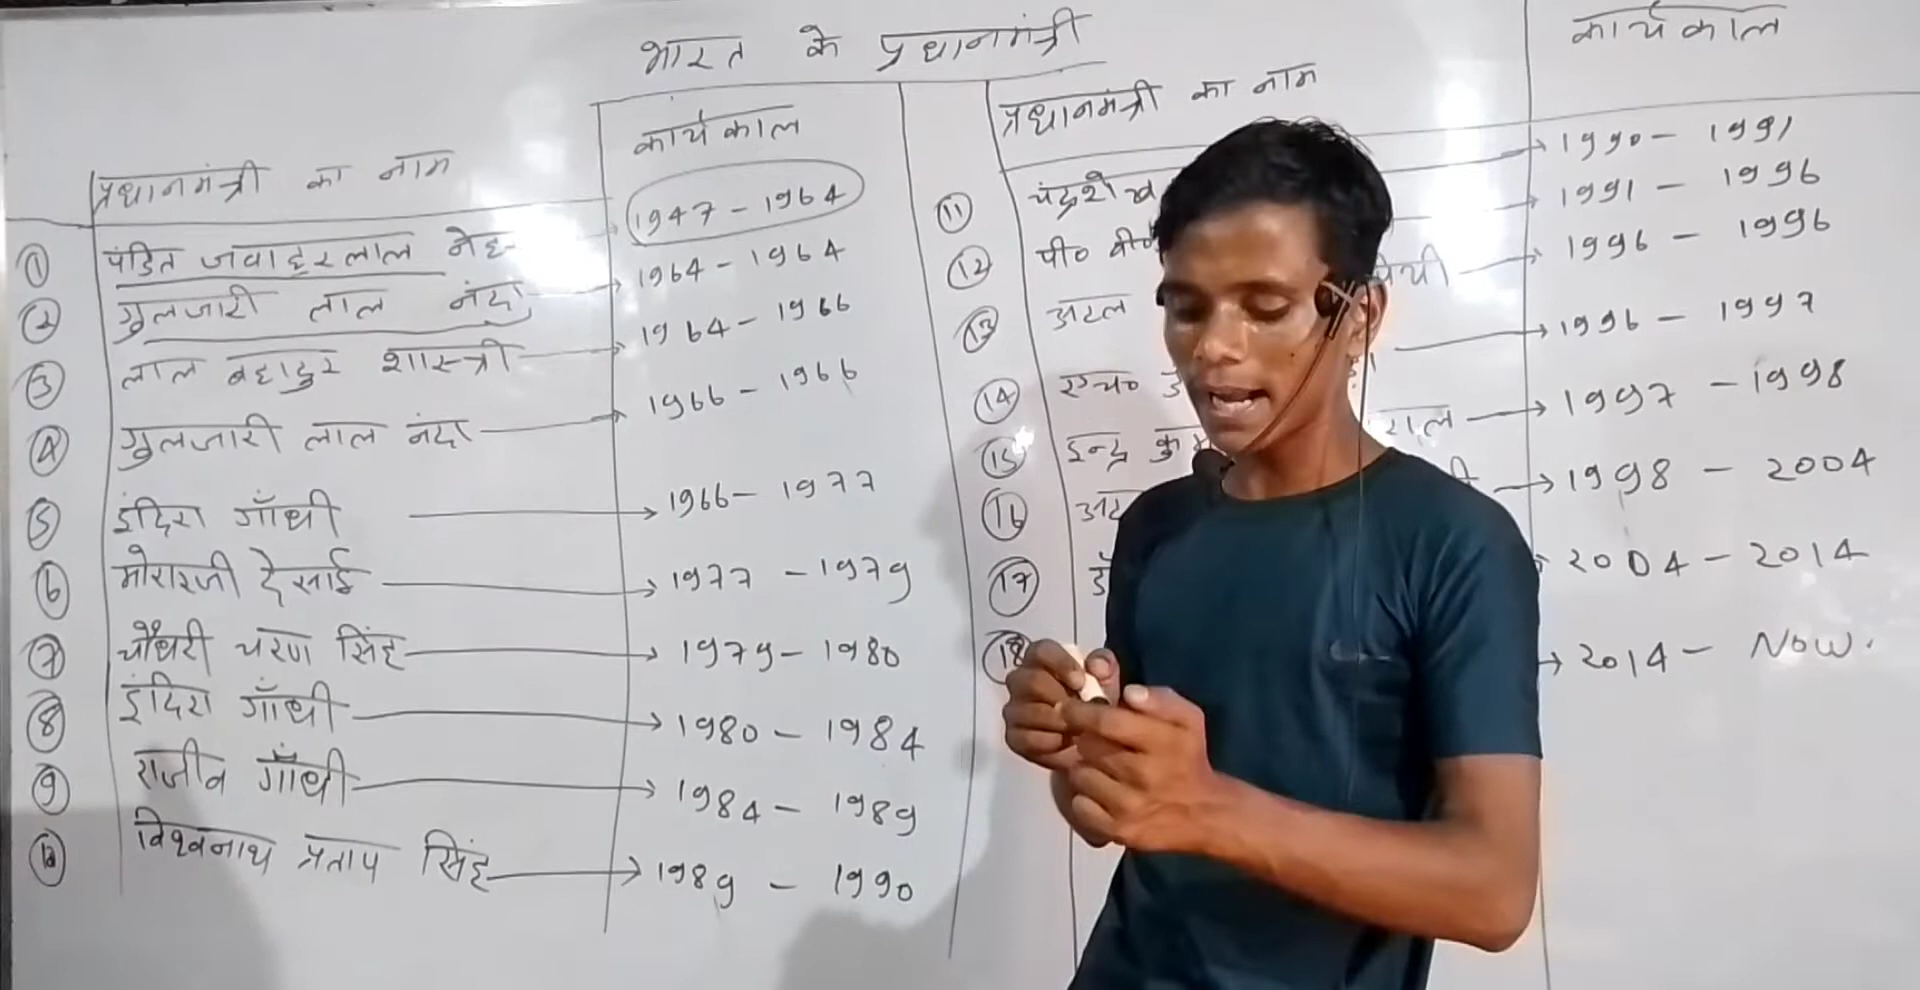 भारत के प्रधानमंत्री
प्रधानमंत्री का नाम कार्यकाल
① पंडित जवाहरलाल 1947 - 1964
② गुलजारी लाल नंदा 1964 - 1964
③ लाल बहादुर शास्त्री 1964 - 1966
④ गुलजारी लाल नंदा 1966 - 1966
⑤ इंदिरा गाँधी 1966 - 1977
⑥ मोरारजी देसाई 1977 - 1979
⑦ चौधरी चरण सिंह 1979 - 1980
⑧ इंदिरा गाँधी 1980 - 1984
⑨ राजीव गाँधी 1984 - 1989
⑩ विश्वनाथ प्रताप सिंह 1989 - 1990
प्रधानमंत्री का नाम कार्यकाल
⑪ 1990 - 1991
⑫ पी० 1991 - 1996
⑬ अटल 1996 - 1996
⑭ एच० 1996 - 1997
⑮ इन्द्र 1997 - 1998
⑯ 1998 - 2004
⑰ 2004 - 2014
⑱ 2014 - Now.